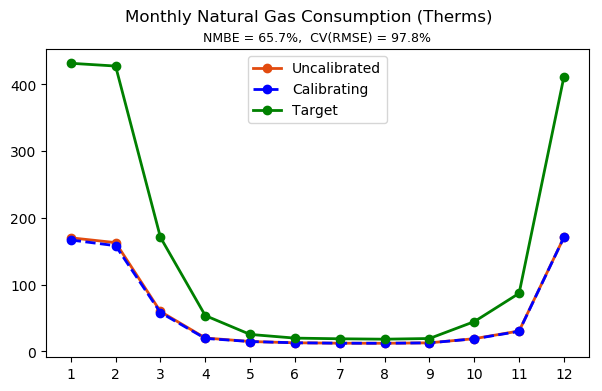 Monthly Natural Gas Consumption (Therms)
NMBE = 65.7%,  CV(RMSE) = 97.8%
Uncalibrated
Calibrating
Target
400
300
200
100
0
1 2 3 4 5 6 7 8 9 10 11 12